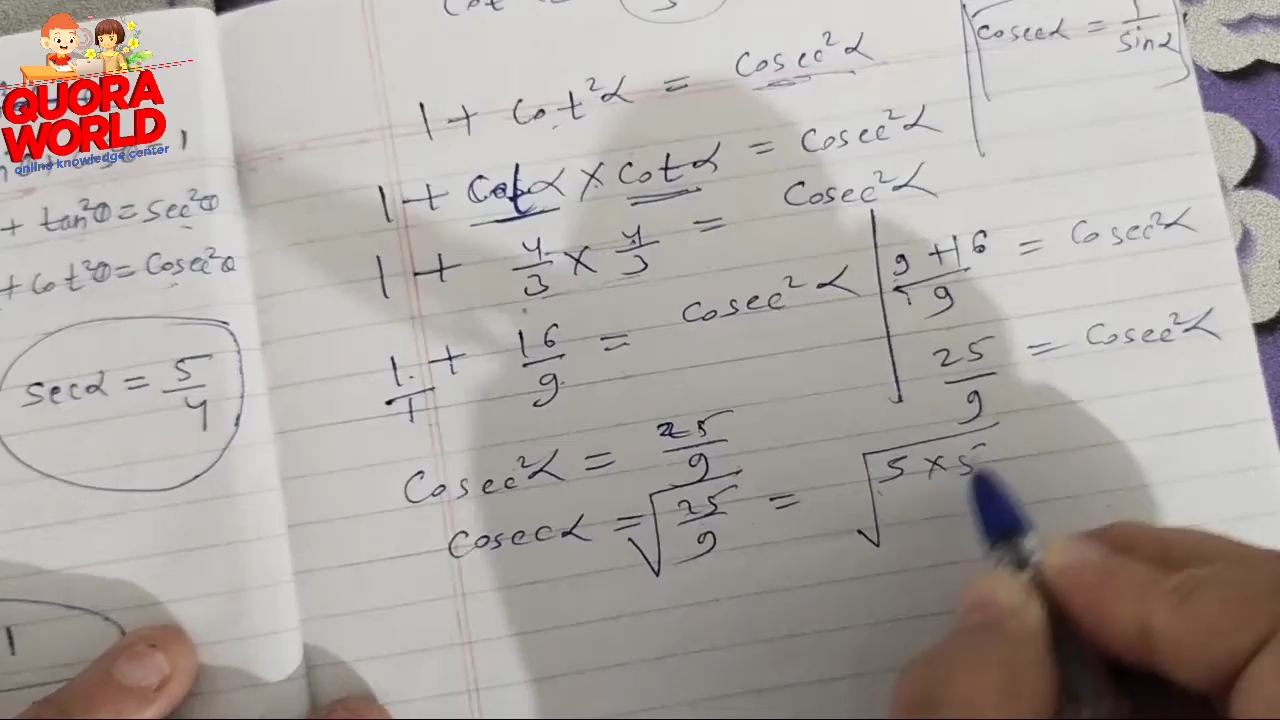 QUORA
WORLD
online knowledge center
+ tan²θ = sec²θ
+ cot²θ = cosec²θ
secα = 5/4
1
cosecα = 1/sinα
1 + cot²α = cosec²α
1 + cotα × cotα = cosec²α
1 + 4/3 × 4/3 = cosec²α
1/1 + 16/9 = cosec²α
9+16/9 = cosec²α
25/9 = cosec²α
cosec²α = 25/9
cosecα = √25/9 = √5×5